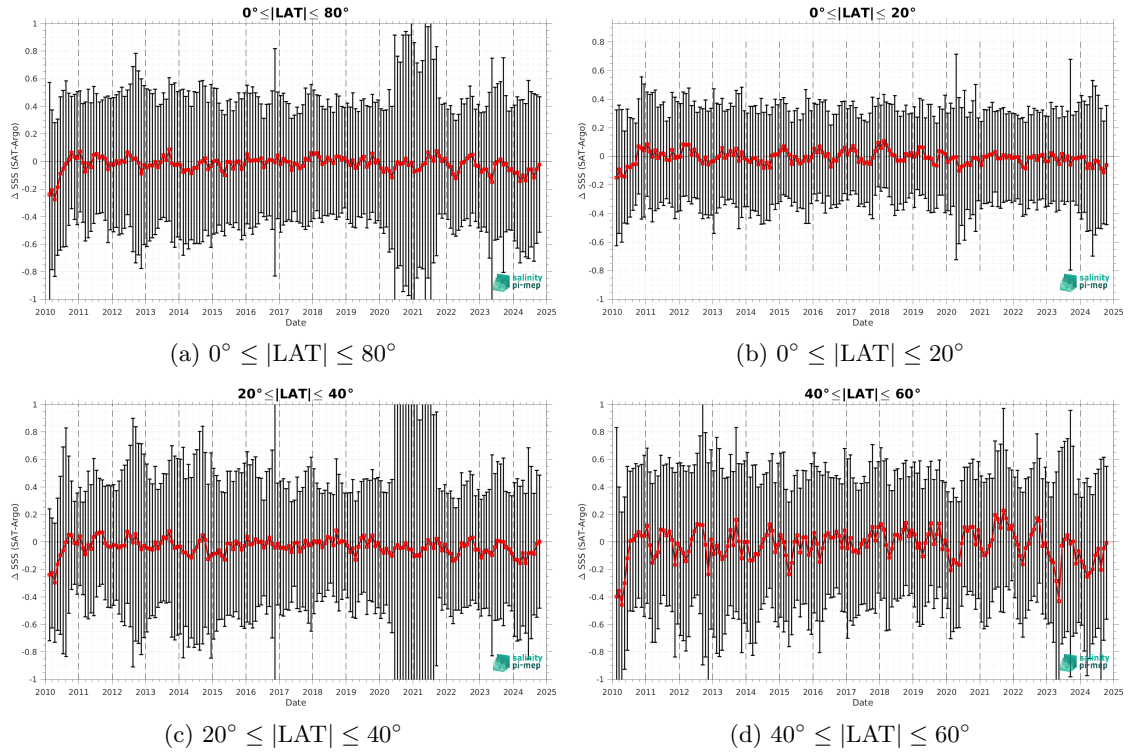 0°≤|LAT|≤ 80°
1
0.8
0.6
0.4
0.2
0
-0.2
-0.4
-0.6
-0.8
-1
Δ SSS (SAT-Argo)
2010 2011 2012 2013 2014 2015 2016 2017 2018 2019 2020 2021 2022 2023 2024 2025
Date
salinity
pi-mep
(a) 0° ≤ |LAT| ≤ 80°
0°≤|LAT|≤ 20°
1
0.8
0.6
0.4
0.2
0
-0.2
-0.4
-0.6
-0.8
-1
Δ SSS (SAT-Argo)
2010 2011 2012 2013 2014 2015 2016 2017 2018 2019 2020 2021 2022 2023 2024 2025
Date
salinity
pi-mep
(b) 0° ≤ |LAT| ≤ 20°
20°≤|LAT|≤ 40°
1
0.8
0.6
0.4
0.2
0
-0.2
-0.4
-0.6
-0.8
-1
Δ SSS (SAT-Argo)
2010 2011 2012 2013 2014 2015 2016 2017 2018 2019 2020 2021 2022 2023 2024 2025
Date
salinity
pi-mep
(c) 20° ≤ |LAT| ≤ 40°
40°≤|LAT|≤ 60°
1
0.8
0.6
0.4
0.2
0
-0.2
-0.4
-0.6
-0.8
-1
Δ SSS (SAT-Argo)
2010 2011 2012 2013 2014 2015 2016 2017 2018 2019 2020 2021 2022 2023 2024 2025
Date
salinity
pi-mep
(d) 40° ≤ |LAT| ≤ 60°